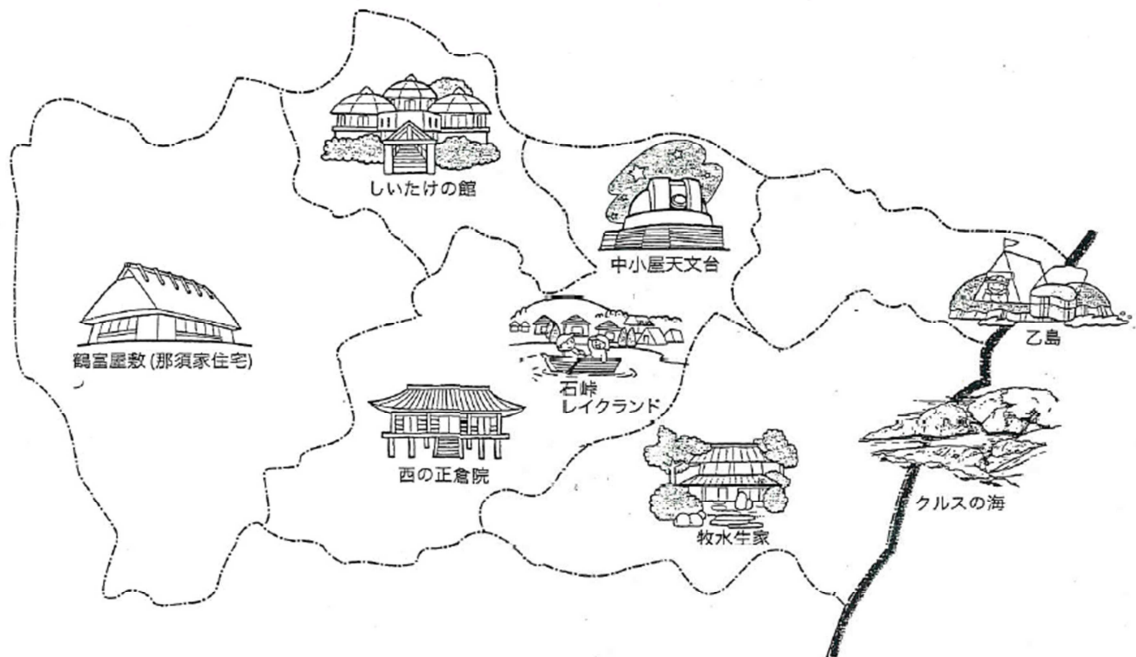 しいたけの館
中小屋天文台
乙島
鶴富屋敷(那須家住宅)
石峠
レイクランド
西の正倉院
クルスの海
牧水生家